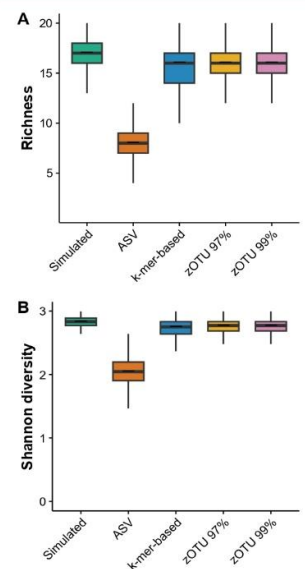 A
Richness
20
15
10
5
Simulated
ASV
k-mer-based
zOTU 97%
zOTU 99%
B
Shannon diversity
3
2
1
0
Simulated
ASV
k-mer-based
zOTU 97%
zOTU 99%